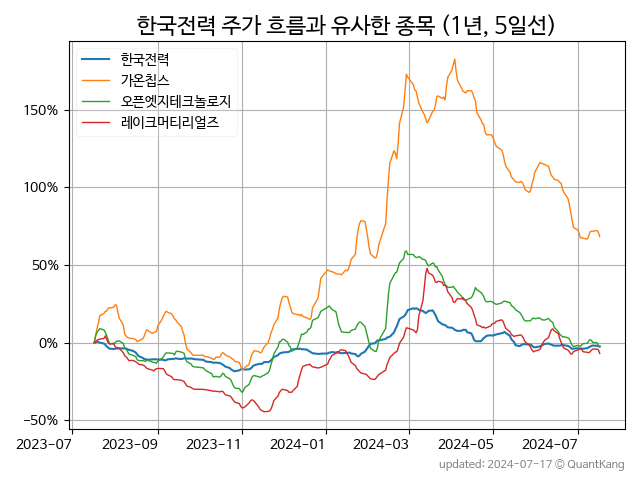 한국전력 주가 흐름과 유사한 종목 (1년, 5일선)
한국전력
가온칩스
오픈엣지테크놀로지
레이크머티리얼즈
150%
100%
50%
0%
−50%
2023-07 2023-09 2023-11 2024-01 2024-03 2024-05 2024-07
updated: 2024-07-17 © QuantKang